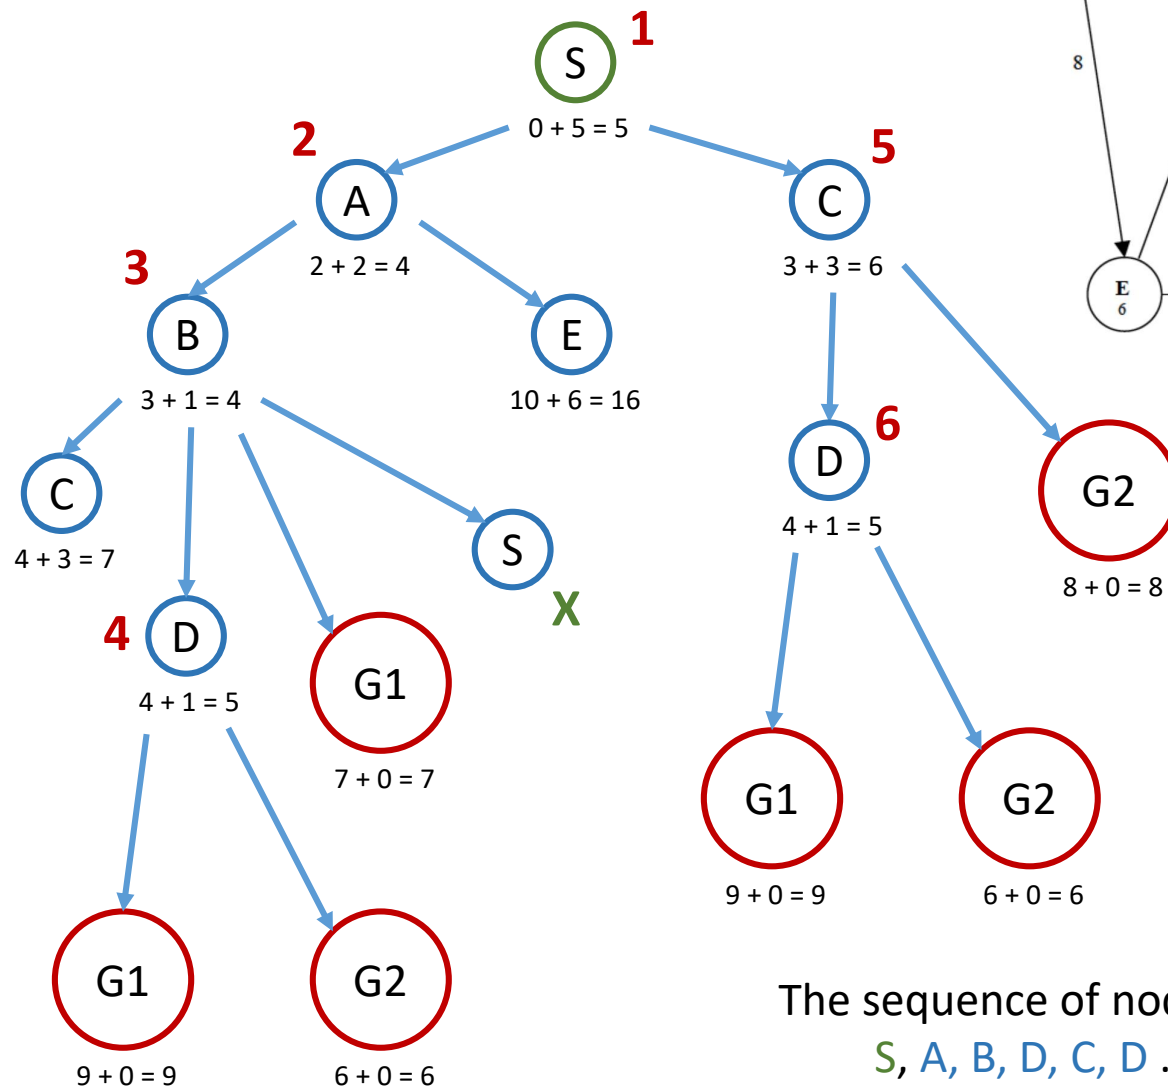 S 1
0 + 5 = 5
8
2
5
A
C
2 + 2 = 4
3 + 3 = 6
3
E
6
B
E
3 + 1 = 4
10 + 6 = 16
6
D
C
G2
4 + 3 = 7
4 + 1 = 5
S
X
8 + 0 = 8
4
D
G1
4 + 1 = 5
7 + 0 = 7
G1
G2
9 + 0 = 9
6 + 0 = 6
G1
G2
9 + 0 = 9
6 + 0 = 6
The sequence of
S, A, B, D, C, D .